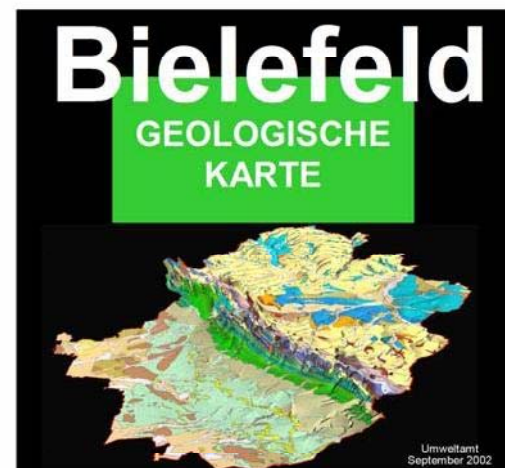 Bielefeld
GEOLOGISCHE
KARTE
Umweltamt
September 2002